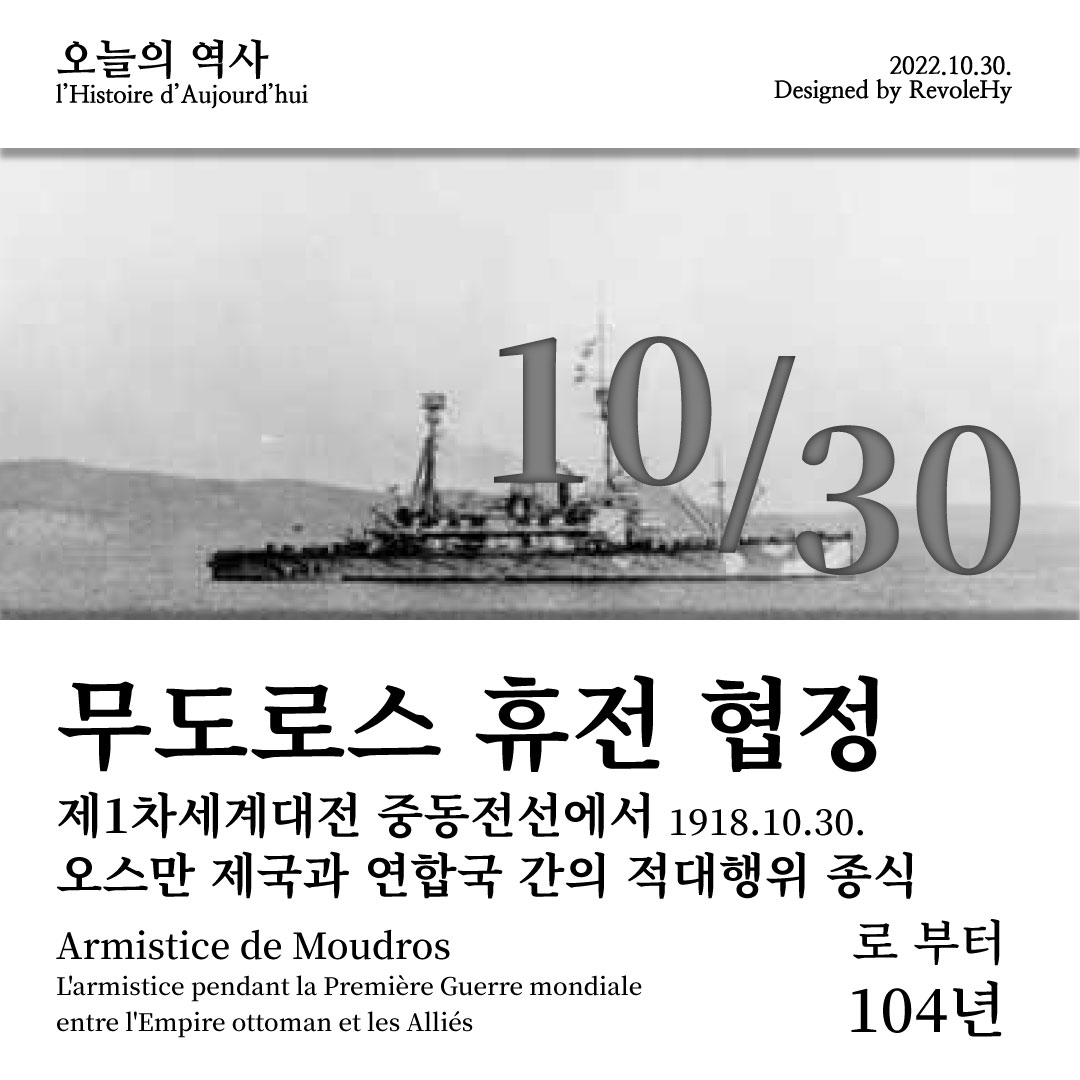 오늘의 역사
l’Histoire d’Aujourd’hui
2022.10.30.
Designed by RevoleHy
10/30
무도로스 휴전 협정
제1차세계대전 중동전선에서 1918.10.30.
오스만 제국과 연합국 간의 적대행위 종식
Armistice de Moudros
L'armistice pendant la Première Guerre mondiale
entre l'Empire ottoman et les Alliés
로 부터
104년